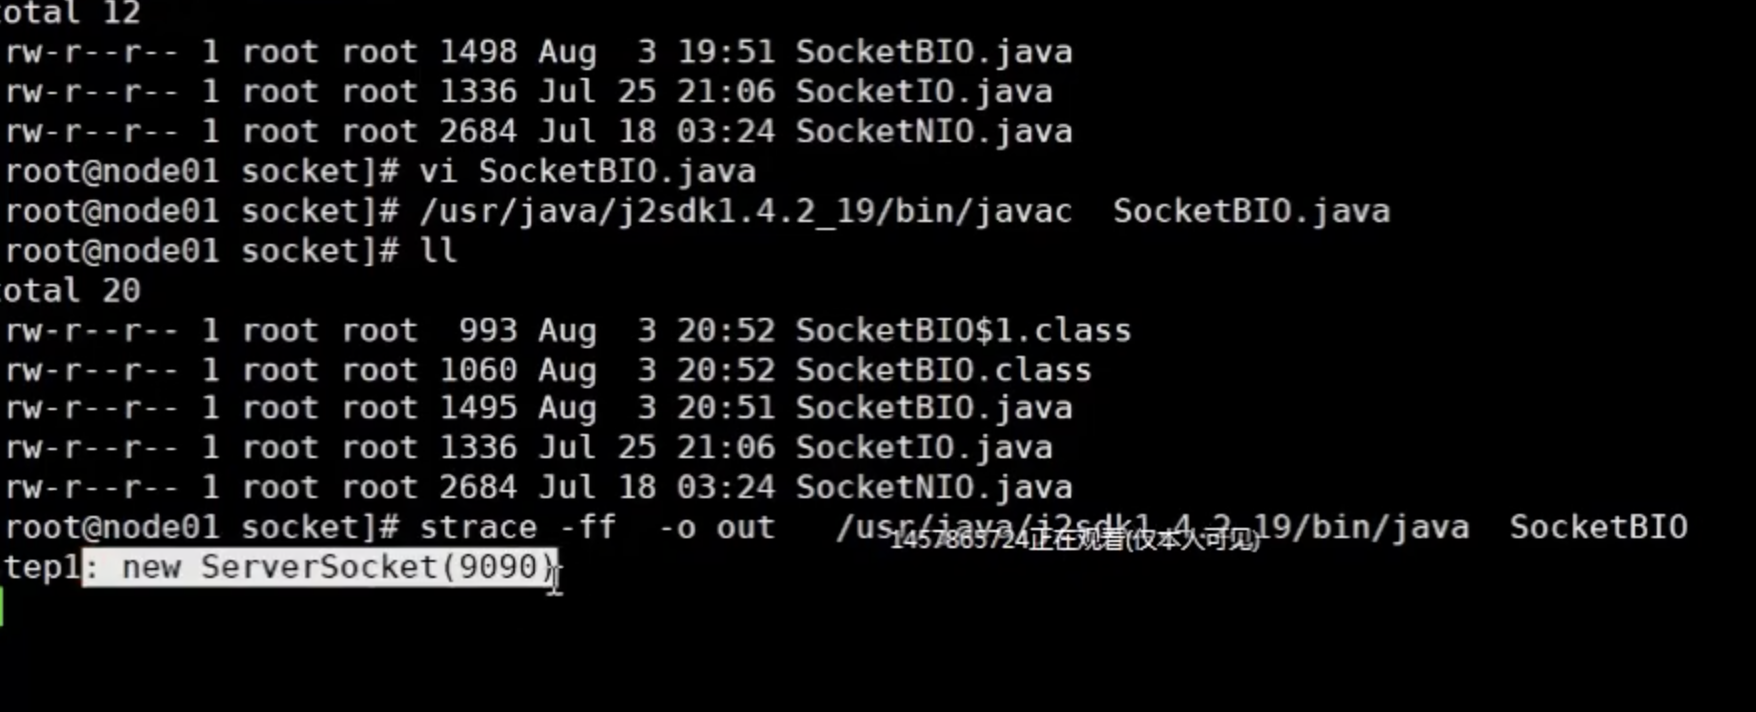 otal 12
rw-r--r-- 1 root root 1498 Aug  3 19:51 SocketBIO.java
rw-r--r-- 1 root root 1336 Jul 25 21:06 SocketIO.java
rw-r--r-- 1 root root 2684 Jul 18 03:24 SocketNIO.java
root@node01 socket]# vi SocketBIO.java
root@node01 socket]# /usr/java/j2sdk1.4.2_19/bin/javac  SocketBIO.java
root@node01 socket]# ll
otal 20
rw-r--r-- 1 root root  993 Aug  3 20:52 SocketBIO$1.class
rw-r--r-- 1 root root 1060 Aug  3 20:52 SocketBIO.class
rw-r--r-- 1 root root 1495 Aug  3 20:51 SocketBIO.java
rw-r--r-- 1 root root 1336 Jul 25 21:06 SocketIO.java
rw-r--r-- 1 root root 2684 Jul 18 03:24 SocketNIO.java
root@node01 socket]# strace -ff  -o out   /usr/java/j2sdk1.4.2_19/bin/java  SocketBIO
1457865724正在观看(仅本人可见)
tep1: new ServerSocket(9090)